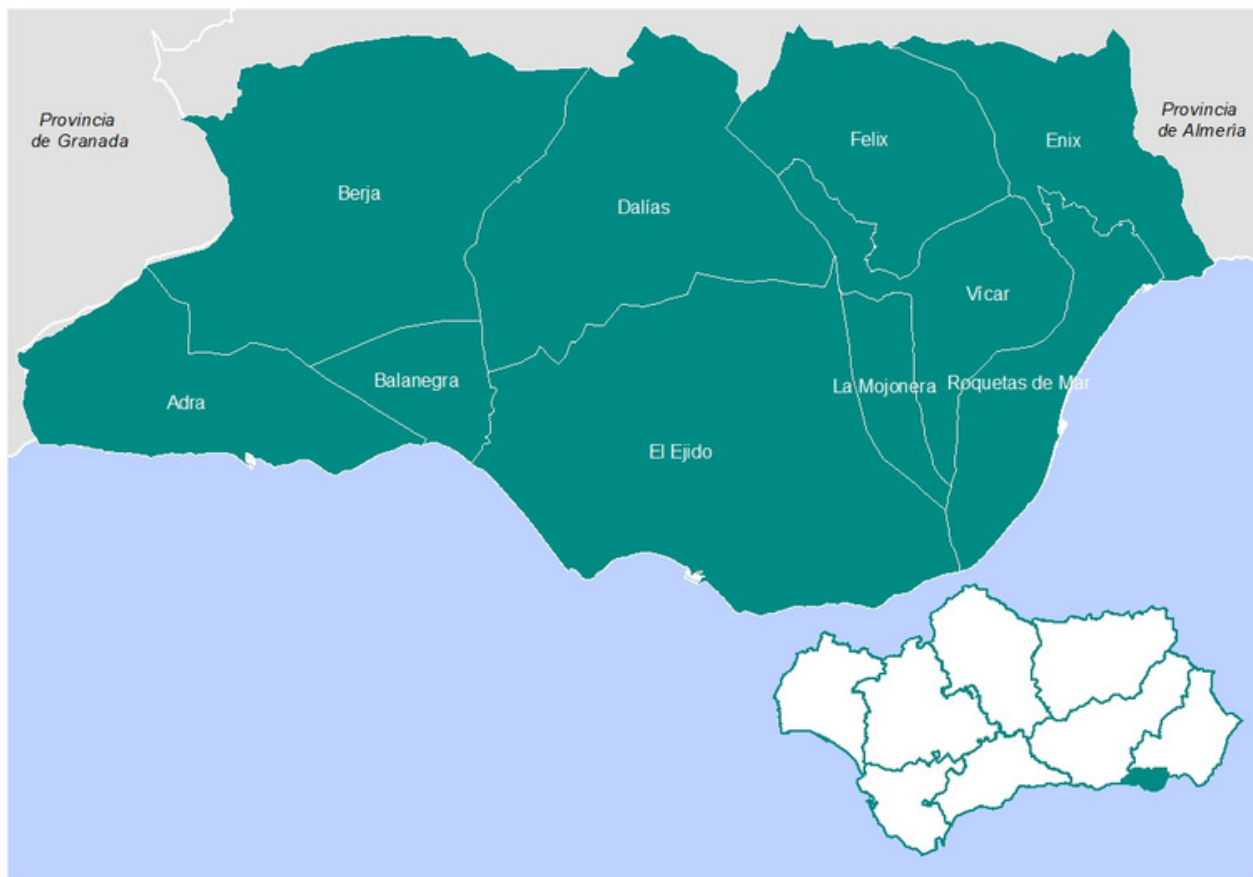 Provincia
de Granada
Provincia
de Almería
Felix
Enix
Berja
Dalías
Vícar
Balanegra
La Mojonera
Roquetas de Mar
Adra
El Ejido